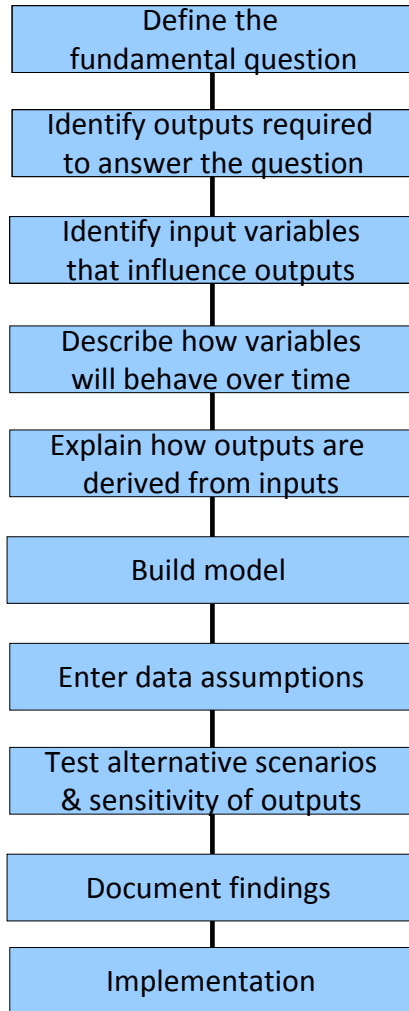 Define the
fundamental question
Identify outputs required
to answer the question
Identify input variables
that influence outputs
Describe how variables
will behave over time
Explain how outputs are
derived from inputs
Build model
Enter data assumptions
Test alternative scenarios
& sensitivity of outputs
Document findings
Implementation